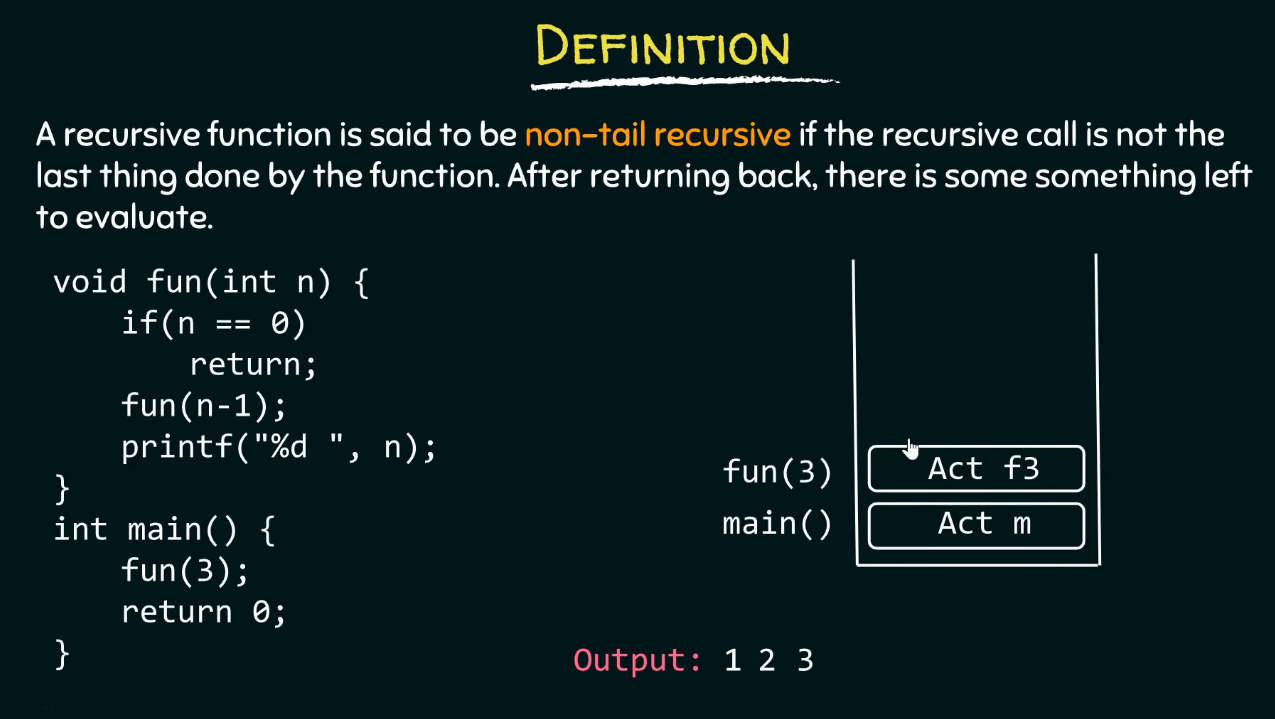 DEFINITION
A recursive function is said to be non-tail recursive if the recursive call is not the
last thing done by the function. After returning back, there is some something left
to evaluate.
void fun(int n) {
if(n == 0)
return;
fun(n-1);
printf("%d ", n);
}
int main() {
fun(3);
return 0;
}
fun(3) Act f3
main() Act m
Output: 1 2 3